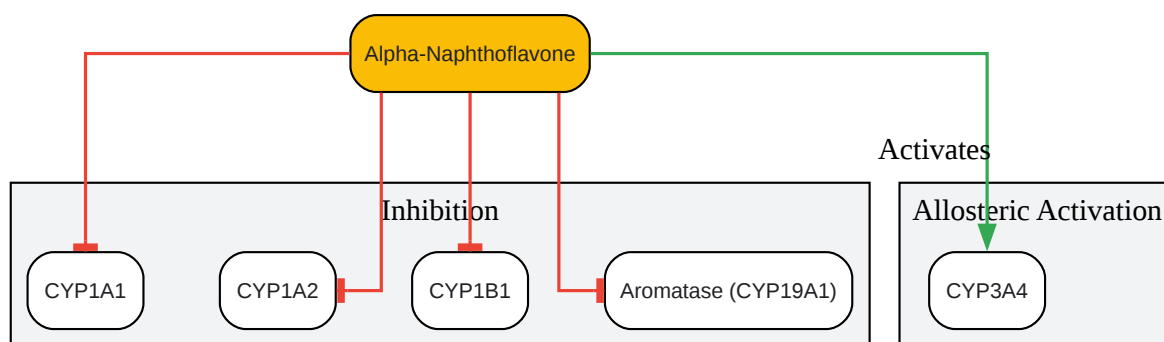 Alpha-Naphthoflavone
Activates
Inhibition
Allosteric Activation
CYP1A1
CYP1A2
CYP1B1
Aromatase (CYP19A1)
CYP3A4